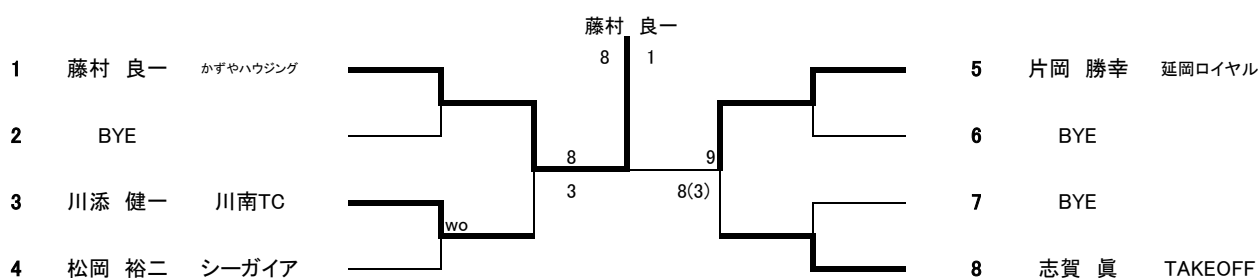 藤村 良一
8 1
1 藤村 良一 かずやハウジング
5 片岡 勝幸 延岡ロイヤル
2 BYE
6 BYE
8 9
3 8(3)
3 川添 健一 川南TC
7 BYE
wo
4 松岡 裕二 シーガイア
8 志賀 眞 TAKEOFF